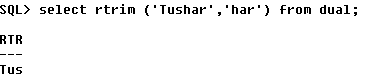 SQL> select rtrim ('Tushar','har') from dual;
RTR
---
Tus